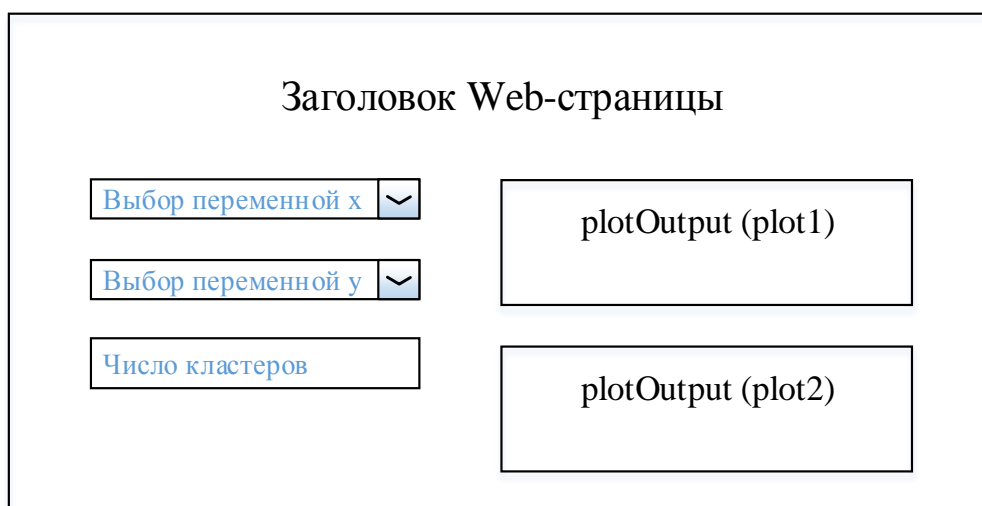 Заголовок Web-страницы
Выбор переменной x
Выбор переменной y
Число кластеров
plotOutput (plot1)
plotOutput (plot2)